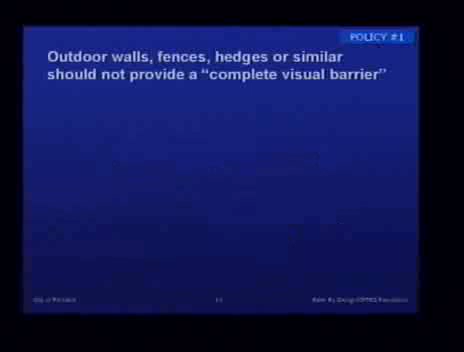 POLICY #1
Outdoor walls, fences, hedges or similar
should not provide a “complete visual barrier”